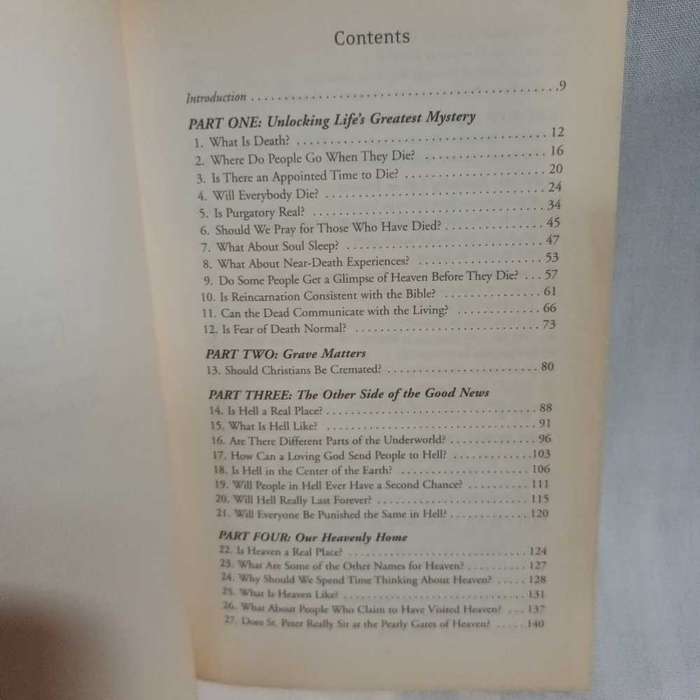 Contents
Introduction . . . . . . . . . . . . . . . . . . . . . . . . . . . . . . . . . . . . . . . . . . 9
PART ONE: Unlocking Life's Greatest Mystery
1. What Is Death? . . . . . . . . . . . . . . . . . . . . . . . . . . . . . . . . . . 12
2. Where Do People Go When They Die? . . . . . . . . . . . . . . . . . 16
3. Is There an Appointed Time to Die? . . . . . . . . . . . . . . . . . . . 20
4. Will Everybody Die? . . . . . . . . . . . . . . . . . . . . . . . . . . . . . . 24
5. Is Purgatory Real? . . . . . . . . . . . . . . . . . . . . . . . . . . . . . . . 34
6. Should We Pray for Those Who Have Died? . . . . . . . . . . . . . 45
7. What About Soul Sleep? . . . . . . . . . . . . . . . . . . . . . . . . . . . 47
8. What About Near-Death Experiences? . . . . . . . . . . . . . . . . . 53
9. Do Some People Get a Glimpse of Heaven Before They Die? . . . 57
10. Is Reincarnation Consistent with the Bible? . . . . . . . . . . . . . 61
11. Can the Dead Communicate with the Living? . . . . . . . . . . . . 66
12. Is Fear of Death Normal? . . . . . . . . . . . . . . . . . . . . . . . . . . 73
PART TWO: Grave Matters
13. Should Christians Be Cremated? . . . . . . . . . . . . . . . . . . . . . 80
PART THREE: The Other Side of the Good News
14. Is Hell a Real Place? . . . . . . . . . . . . . . . . . . . . . . . . . . . . . 88
15. What Is Hell Like? . . . . . . . . . . . . . . . . . . . . . . . . . . . . . . 91
16. Are There Different Parts of the Underworld? . . . . . . . . . . . . 96
17. How Can a Loving God Send People to Hell? . . . . . . . . . . . . 103
18. Is Hell in the Center of the Earth? . . . . . . . . . . . . . . . . . . . 106
19. Will People in Hell Ever Have a Second Chance? . . . . . . . . . . 111
20. Will Hell Really Last Forever? . . . . . . . . . . . . . . . . . . . . . . . 115
21. Will Everyone Be Punished the Same in Hell? . . . . . . . . . . . . 120
PART FOUR: Our Heavenly Home
22. Is Heaven a Real Place? . . . . . . . . . . . . . . . . . . . . . . . . . . . 124
23. What Are Some of the Other Names for Heaven? . . . . . . . . . . 127
24. Why Should We Spend Time Thinking About Heaven? . . . . . 128
25. What Is Heaven Like? . . . . . . . . . . . . . . . . . . . . . . . . . . . . 131
26. What About People Who Claim to Have Visited Heaven? . . . 137
27. Does St. Peter Really Sit at the Pearly Gates of Heaven? . . . . . 140